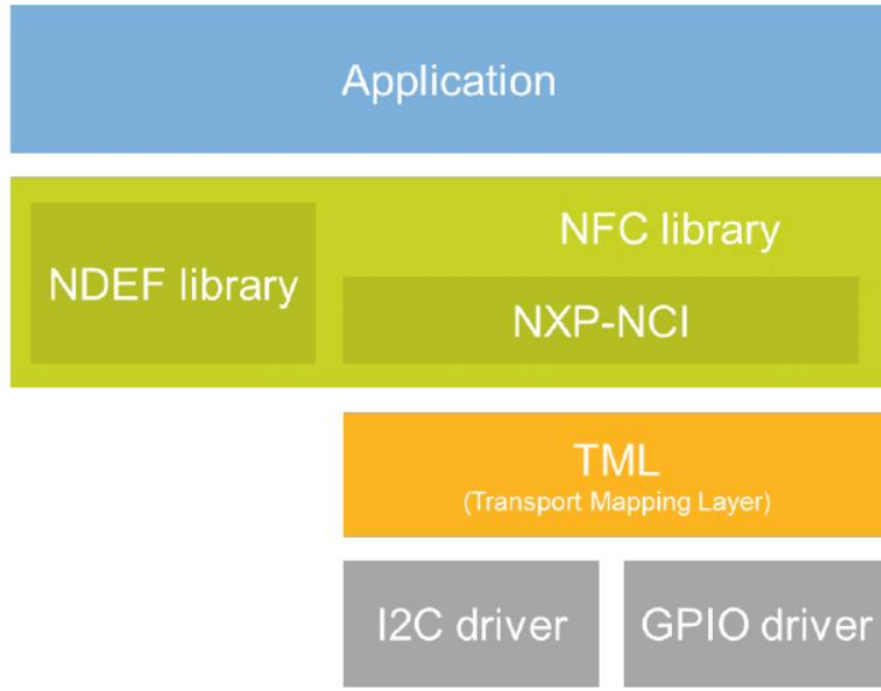 Application
NFC library
NDEF library
NXP-NCI
TML
(Transport Mapping Layer)
I2C driver
GPIO driver